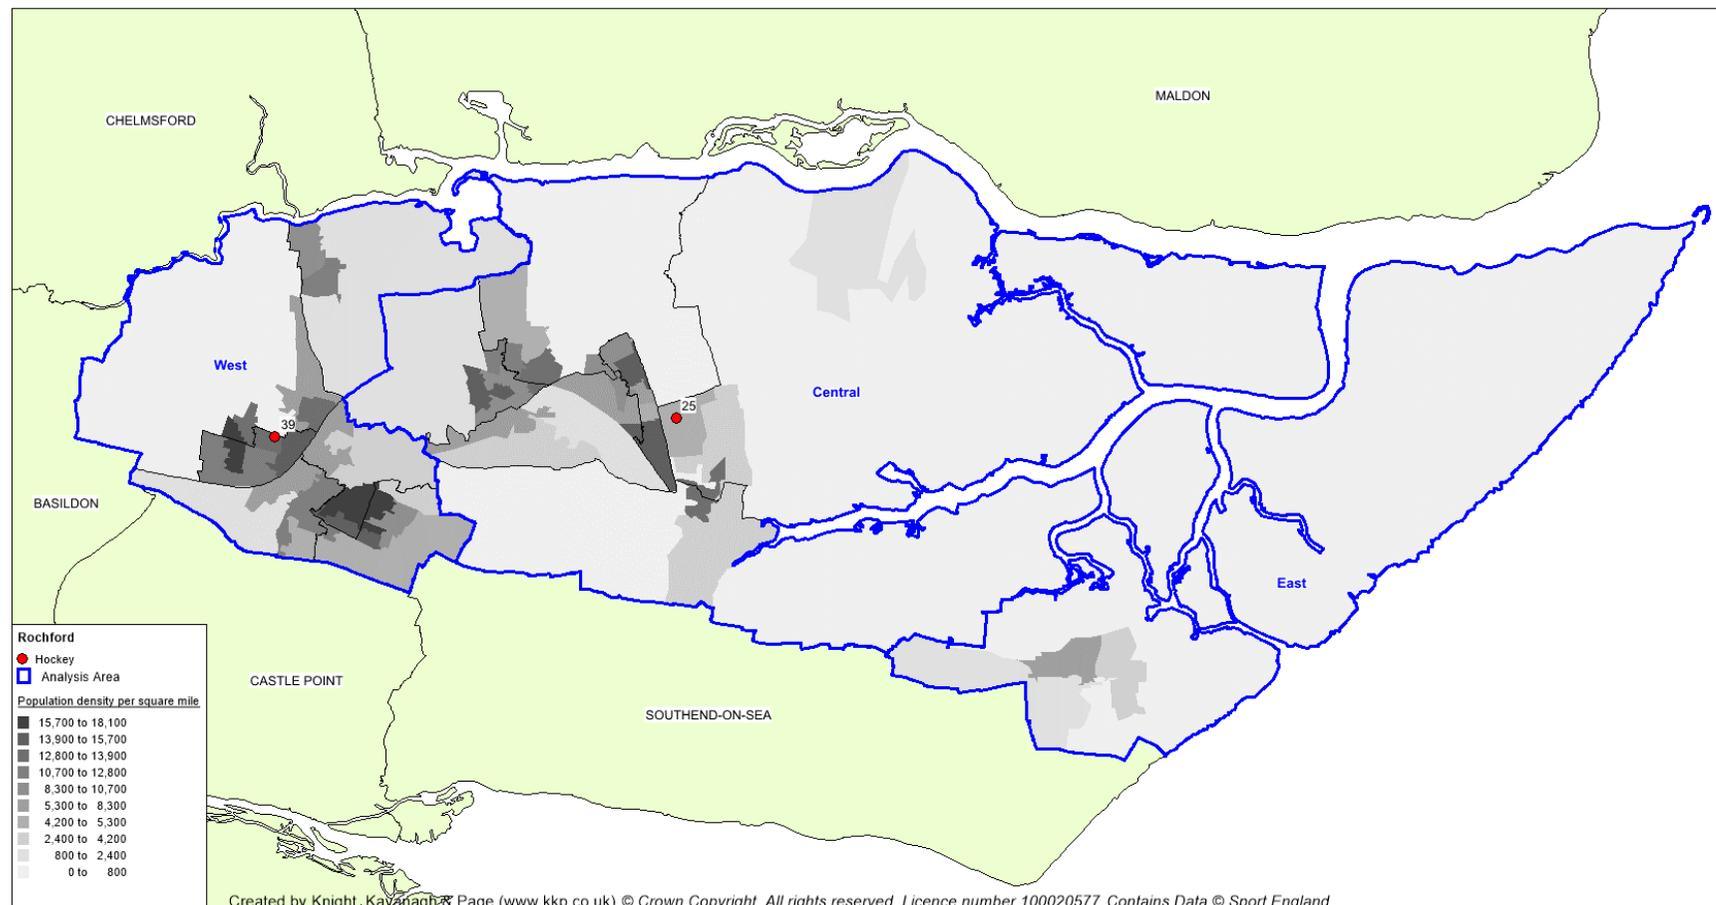 MALDON
CHELMSFORD
West
Central
25
39
BASILDON
East
Rochford
Hockey
Analysis Area
Population density per square mile
15,700 to 18,100
13,900 to 15,700
12,800 to 13,900
10,700 to 12,800
8,300 to 10,700
5,300 to 8,300
4,200 to 5,300
2,400 to 4,200
800 to 2,400
0 to 800
CASTLE POINT
SOUTHEND-ON-SEA
Created by Knight, Kavanagh & Page (www.kkp.co.uk) © Crown Copyright. All rights reserved. Licence number 100020577. Contains Data © Sport England